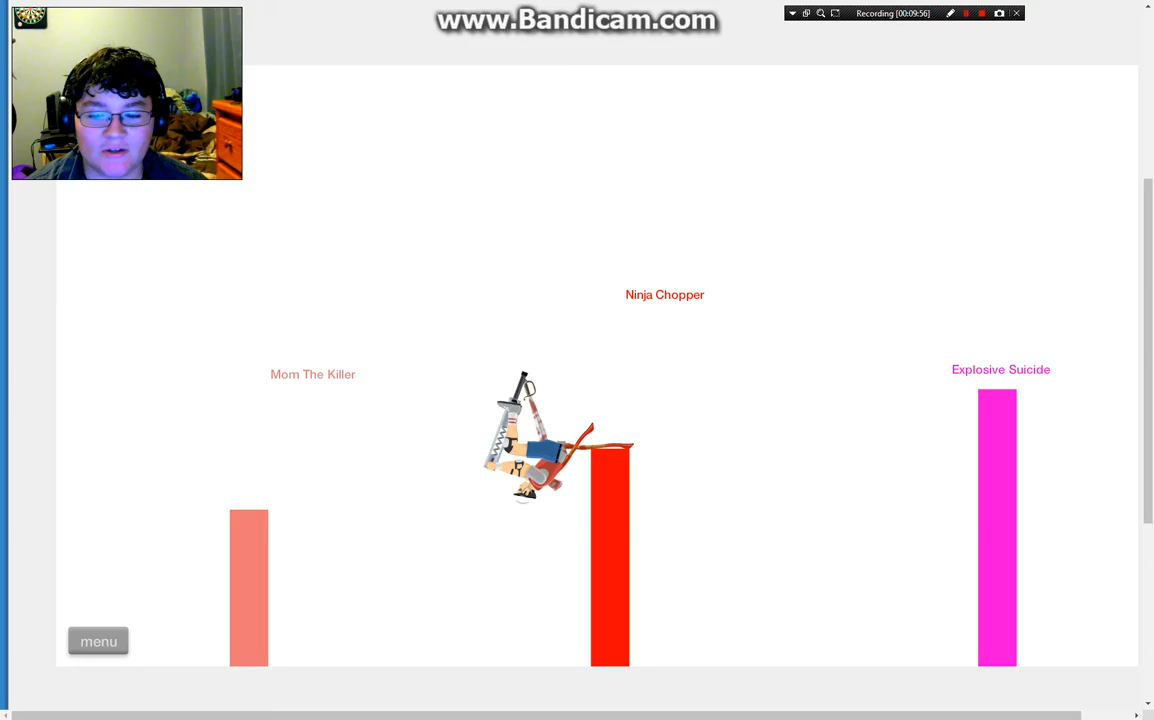 www.Bandicam.com
Recording [00:09:56]
Ninja Chopper
Mom The Killer
Explosive Suicide
menu